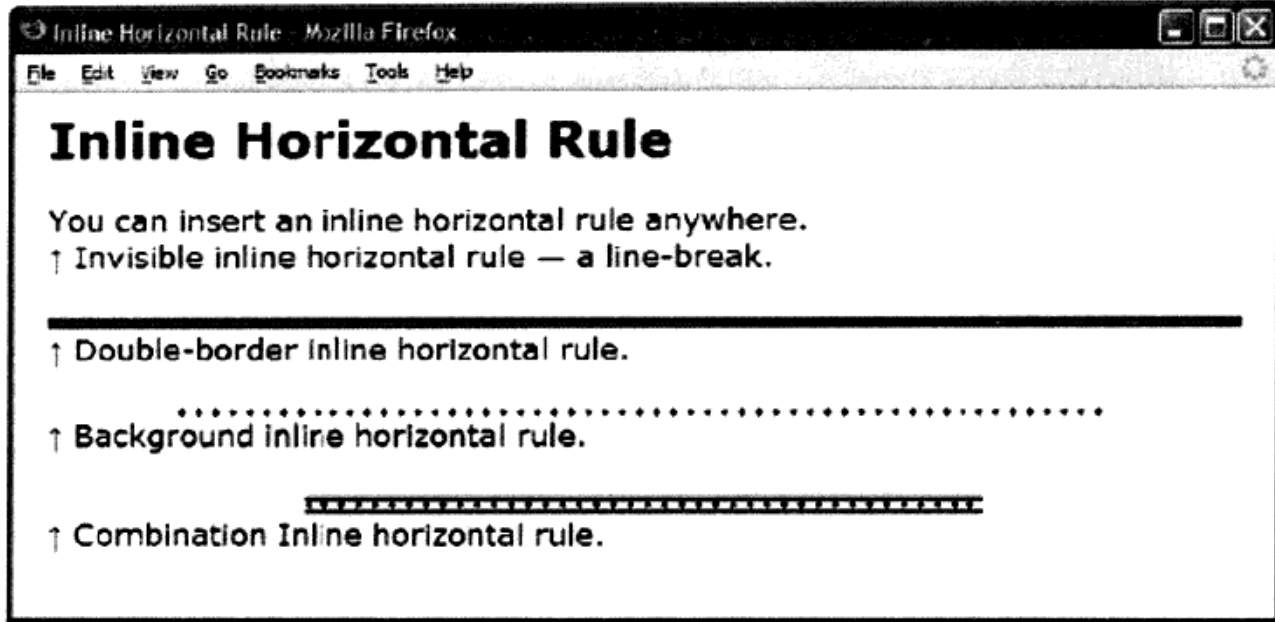 Inline Horizontal Rule - Mozilla Firefox
File Edit View Go Bookmarks Tools Help
Inline Horizontal Rule
You can insert an inline horizontal rule anywhere.
↑ Invisible inline horizontal rule — a line-break.
↑ Double-border inline horizontal rule.
↑ Background inline horizontal rule.
↑ Combination Inline horizontal rule.